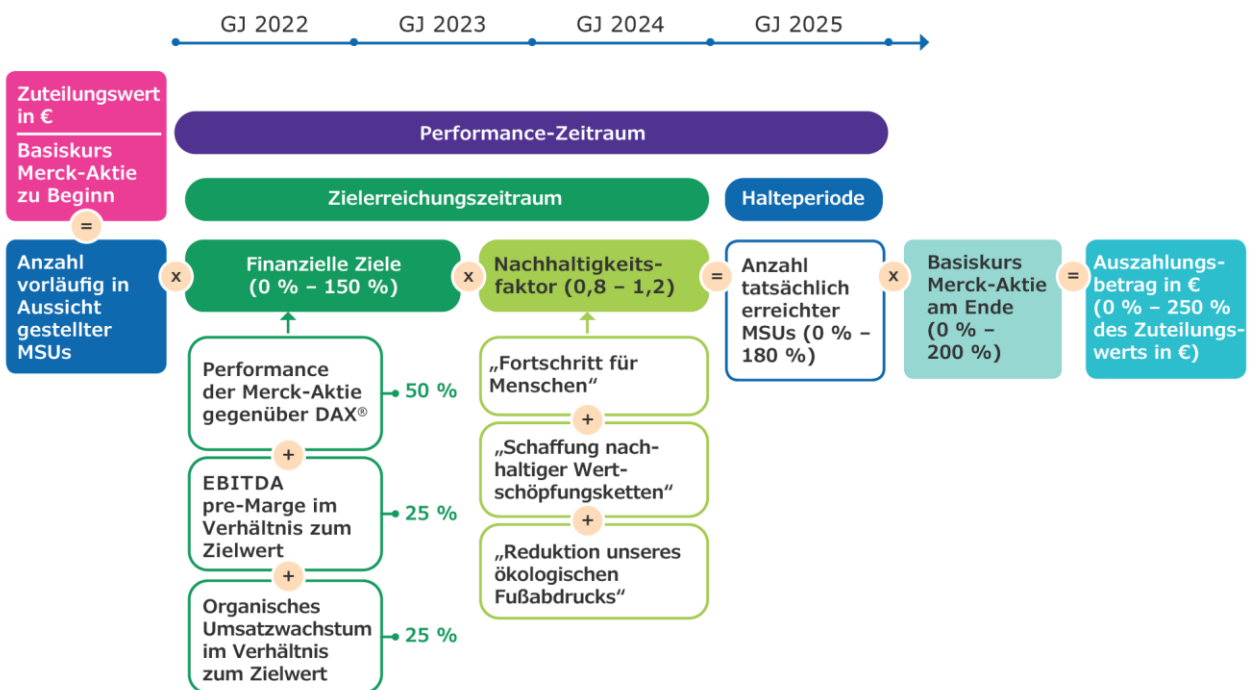 GJ 2022
GJ 2023
GJ 2024
GJ 2025
Zuteilungswert
in €
Basiskurs
Merck-Aktie
zu Beginn
Performance-Zeitraum
Zielerreichungszeitraum
Halteperiode
=
Anzahl
vorläufig in
Aussicht
gestellter
MSUs
x
Finanzielle Ziele
(0 % – 150 %)
x
Nachhaltigkeits-
faktor (0,8 – 1,2)
=
Anzahl
tatsächlich
erreichter
MSUs (0 % –
180 %)
x
Basiskurs
Merck-Aktie
am Ende
(0 % –
200 %)
=
Auszahlungs-
betrag in €
(0 % – 250 %
des Zuteilungs-
werts in €)
Performance
der Merck-Aktie
gegenüber DAX®
50 %
+
EBITDA
pre-Marge im
Verhältnis zum
Zielwert
25 %
+
Organisches
Umsatzwachstum
im Verhältnis
zum Zielwert
25 %
„Fortschritt für
Menschen“
+
„Schaffung nach-
haltiger Wert-
schöpfungsketten“
+
„Reduktion unseres
ökologischen
Fußabdrucks“